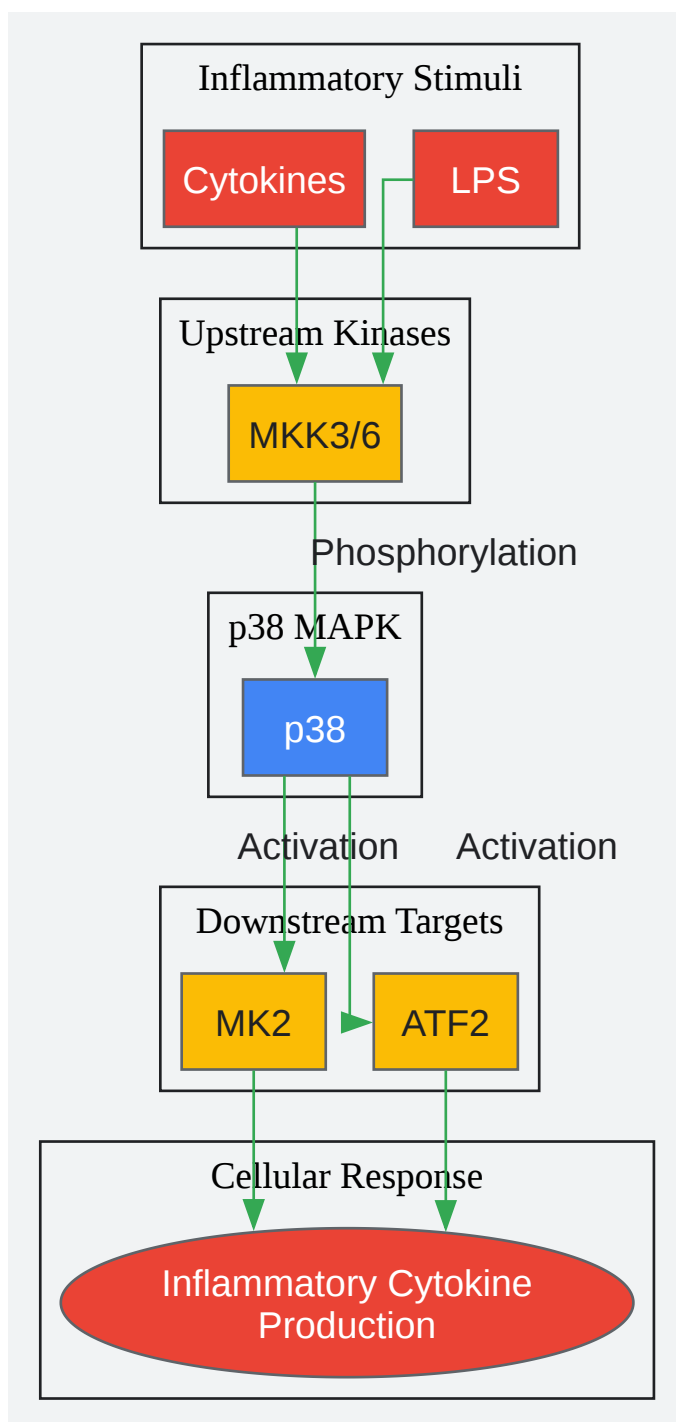 Inflammatory Stimuli
Cytokines
LPS
Upstream Kinases
MKK3/6
Phosphorylation
p38 MAPK
p38
Activation
Activation
Downstream Targets
MK2
ATF2
Cellular Response
Inflammatory Cytokine
Production